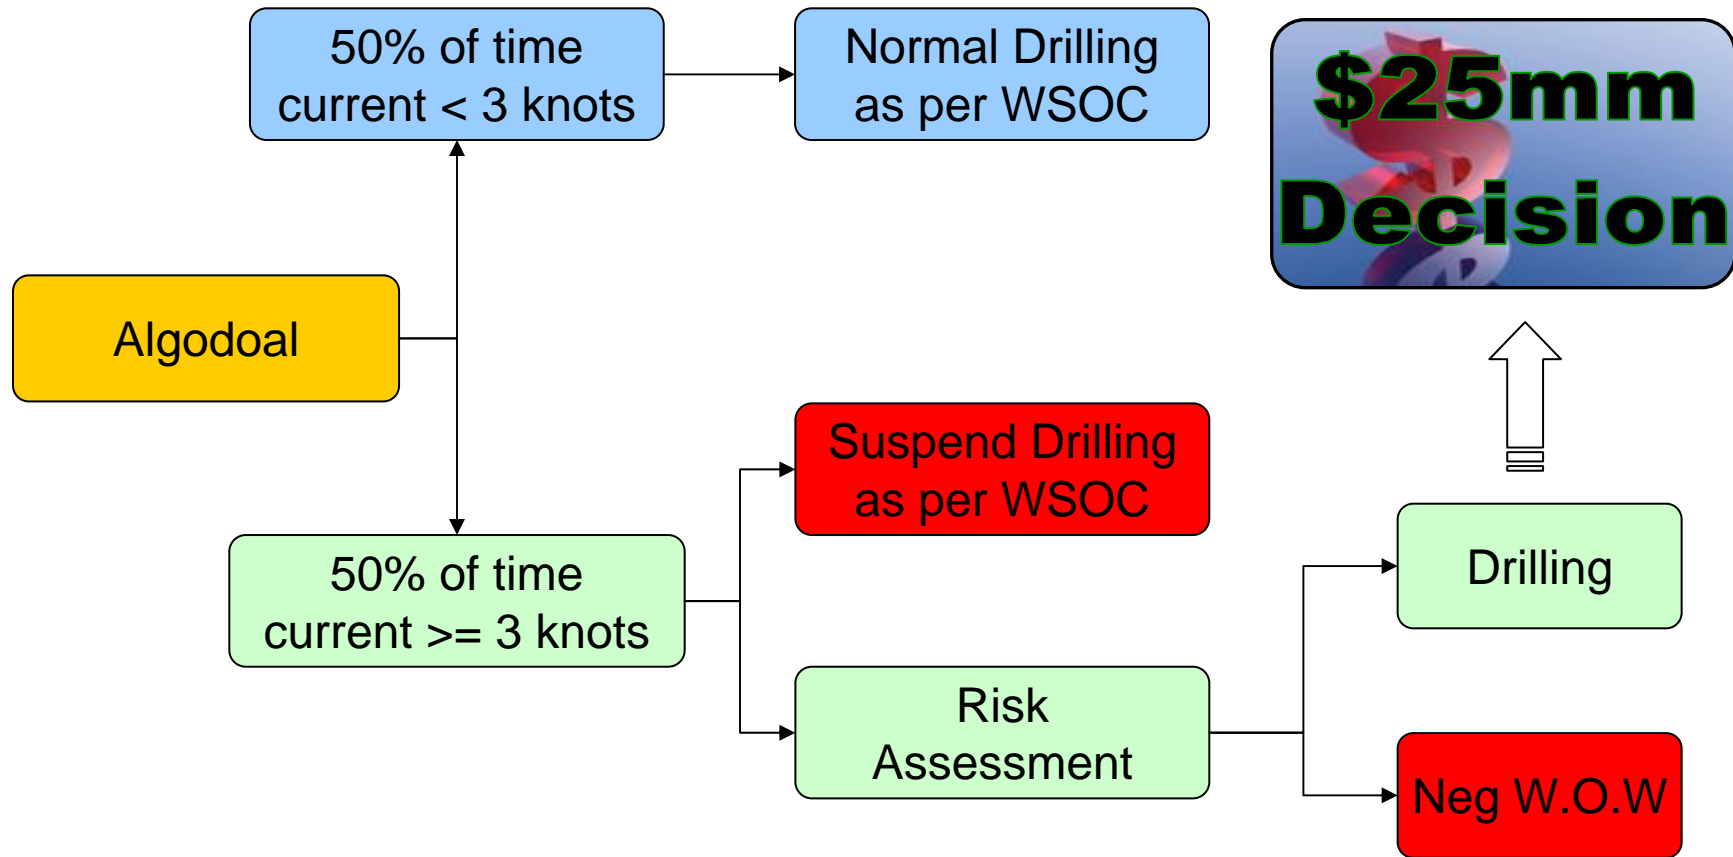 50% of time
current < 3 knots
Normal Drilling
as per WSOC
$25mm
Decision
Algodoal
Suspend Drilling
as per WSOC
50% of time
current >= 3 knots
Drilling
Risk
Assessment
Neg W.O.W